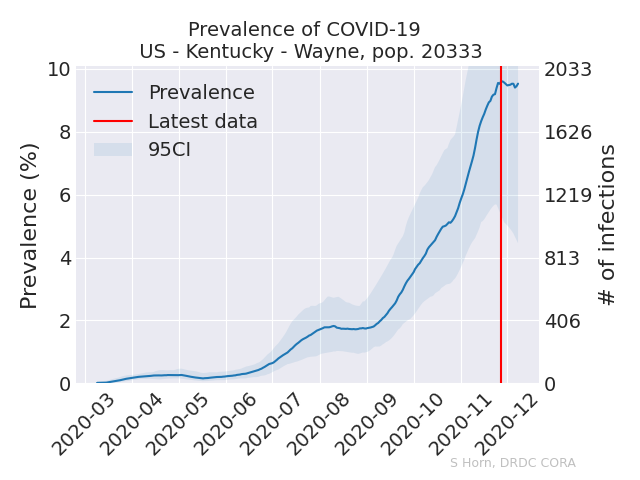 Prevalence of COVID-19
US - Kentucky - Wayne, pop. 20333
Prevalence (%)
10
8
6
4
2
0
Prevalence
Latest data
95CI
2033
1626
1219
813
406
0
# of infections
2020-03
2020-04
2020-05
2020-06
2020-07
2020-08
2020-09
2020-10
2020-11
2020-12
S Horn, DRDC CORA